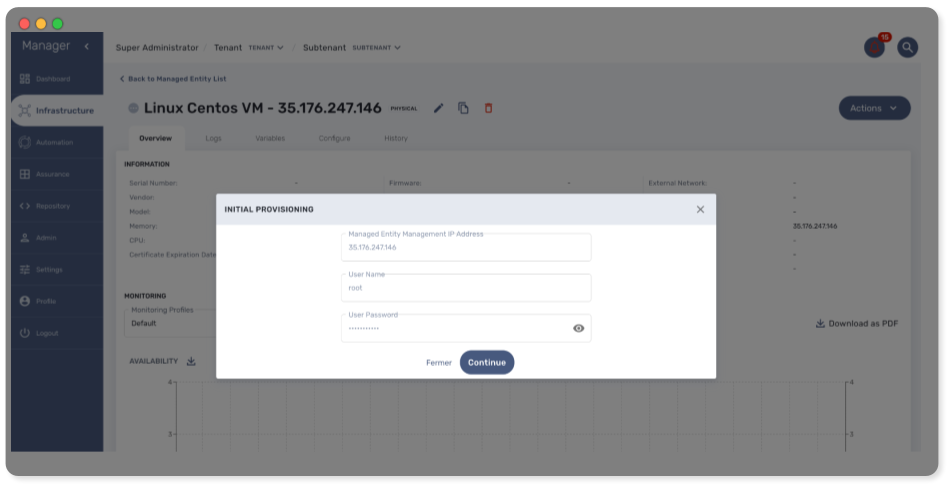 Manager
Super Administrator / Tenant TENANT / Subtenant SUBTENANT
15
Dashboard
Infrastructure
Automation
Assurance
Repository
Admin
Settings
Profile
Logout
Back to Managed Entity List
Linux Centos VM - 35.176.247.146 PHYSICAL
Actions
Overview Logs Variables Configure History
INFORMATION
Serial Number: - Firmware: - External Network: -
Vendor: -
Model: -
Memory: 35.176.247.146
CPU: -
Certificate Expiration Date -
INITIAL PROVISIONING
Managed Entity Management IP Address
35.176.247.146
User Name
root
User Password
···········
Fermer Continue
MONITORING
Monitoring Profiles
Default
Download as PDF
AVAILABILITY
4 4
3 3